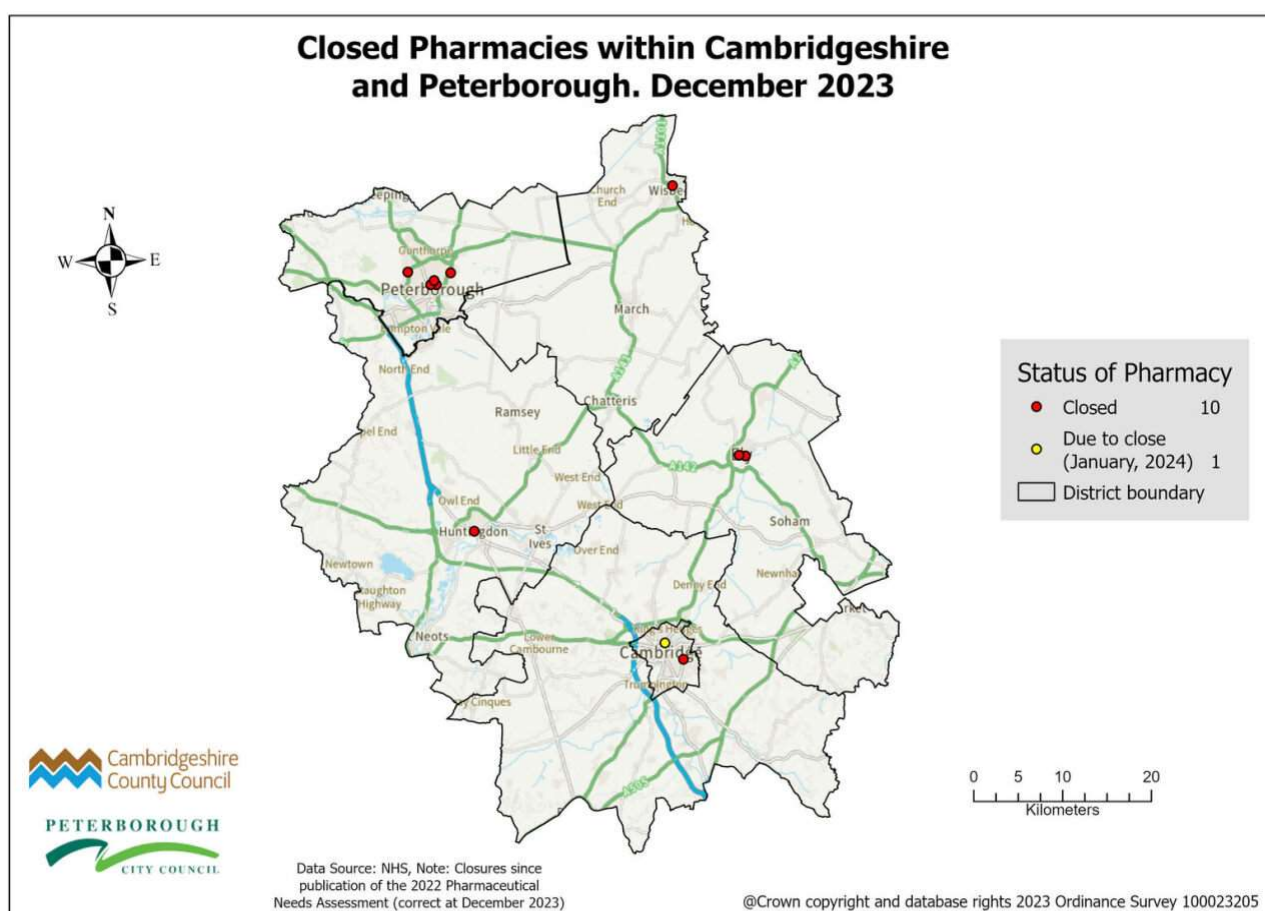 Closed Pharmacies within Cambridgeshire
and Peterborough. December 2023
N
W
E
S
Church
End
Gunthorpe
Peterborough
March
North End
Chatteris
Ramsey
Little End
West End
West End
A142
Owl End
Huntingdon
St.
Ives
Over End
Soham
Newtown
Highway
Denny End
Neots
Lower
Cambourne
Cambridge
Trumpington
A505
Status of Pharmacy
Closed 10
Due to close
(January, 2024) 1
District boundary
0 5 10 20
Kilometers
Cambridgeshire
County Council
PETERBOROUGH
CITY COUNCIL
Data Source: NHS, Note: Closures since
publication of the 2022 Pharmaceutical
Needs Assessment (correct at December 2023)
@Crown copyright and database rights 2023 Ordinance Survey 100023205